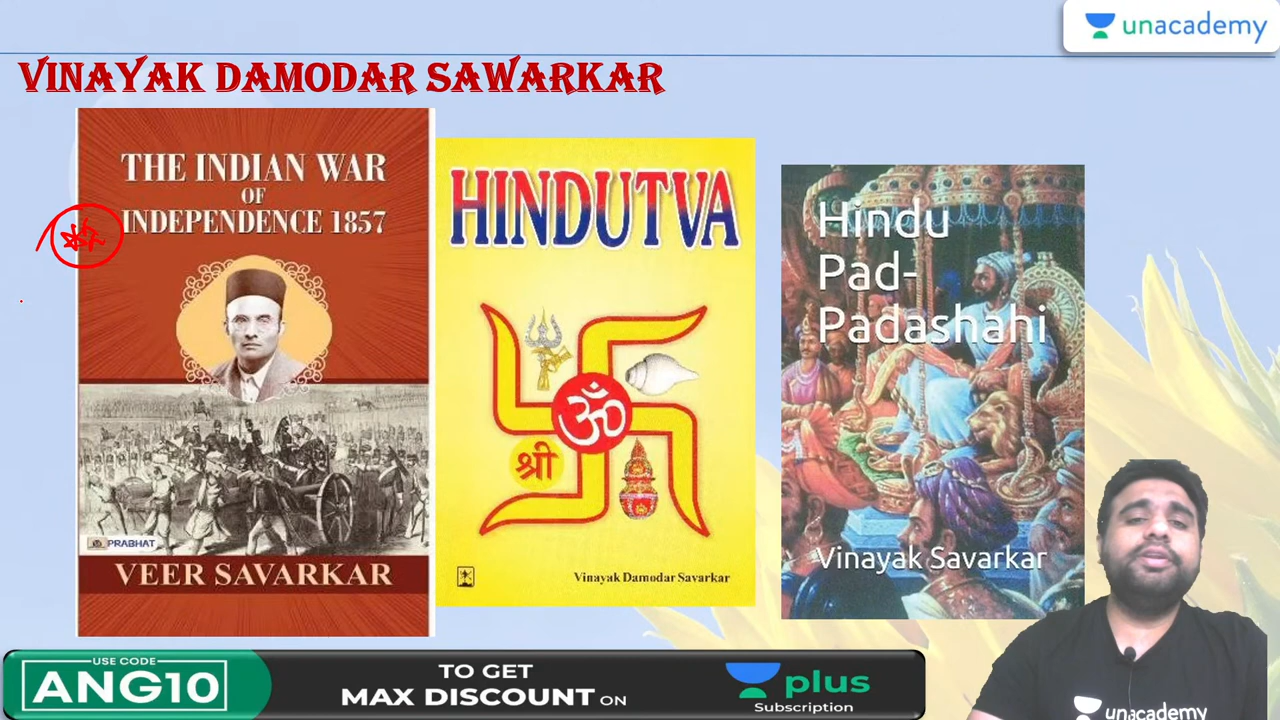 unacademy
VINAYAK DAMODAR SAWARKAR
THE INDIAN WAR
OF
INDEPENDENCE 1857
PRABHAT
VEER SAVARKAR
HINDUTVA
ॐ
श्री
Vinayak Damodar Savarkar
Hindu
Pad-
Padashahi
Vinayak Savarkar
USE CODE
ANG10
TO GET
MAX DISCOUNT ON
plus
Subscription
unacademy